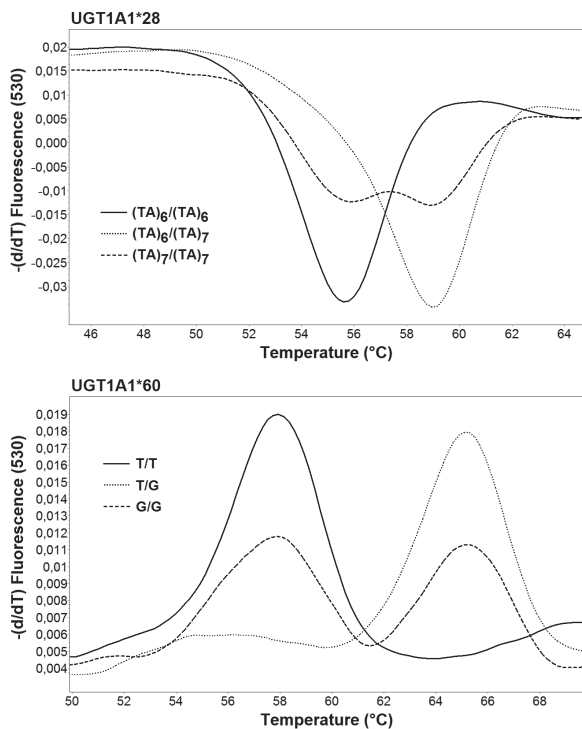 UGT1A1*28
0,02
0,015
0,01
0,005
0,000
-0,005
-0,01
-0,015
-0,02
-0,025
-0,03
-(d/dT) Fluorescence (530)
(TA)6/(TA)6
(TA)6/(TA)7
(TA)7/(TA)7
46 48 50 52 54 56 58 60 62 64
Temperature (°C)
UGT1A1*60
0,019
0,018
0,017
0,016
0,015
0,014
0,013
0,012
0,011
0,01
0,009
0,008
0,007
0,006
0,005
0,004
-(d/dT) Fluorescence (530)
T/T
T/G
G/G
50 52 54 56 58 60 62 64 66 68
Temperature (°C)